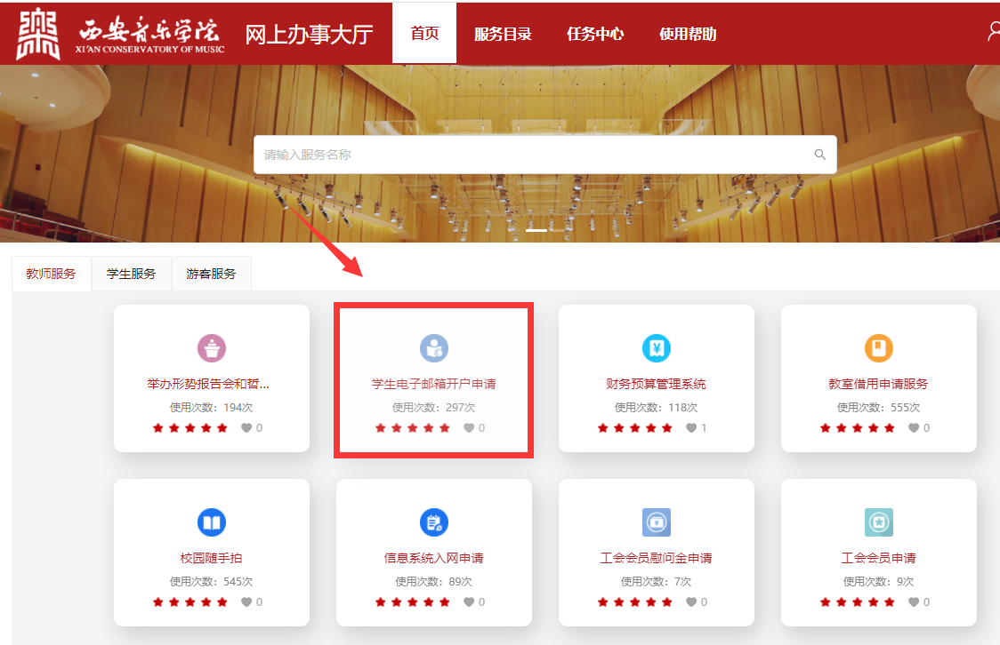 西安音乐学院
XI'AN CONSERVATORY OF MUSIC
网上办事大厅
首页
服务目录
任务中心
使用帮助
请输入服务名称
教师服务
学生服务
游客服务
举办形势报告会和哲...
使用次数：194次
0
学生电子邮箱开户申请
使用次数：297次
0
财务预算管理系统
使用次数：118次
1
教室借用申请服务
使用次数：555次
0
校园随手拍
使用次数：545次
0
信息系统入网申请
使用次数：89次
0
工会会员慰问金申请
使用次数：7次
0
工会会员申请
使用次数：9次
0